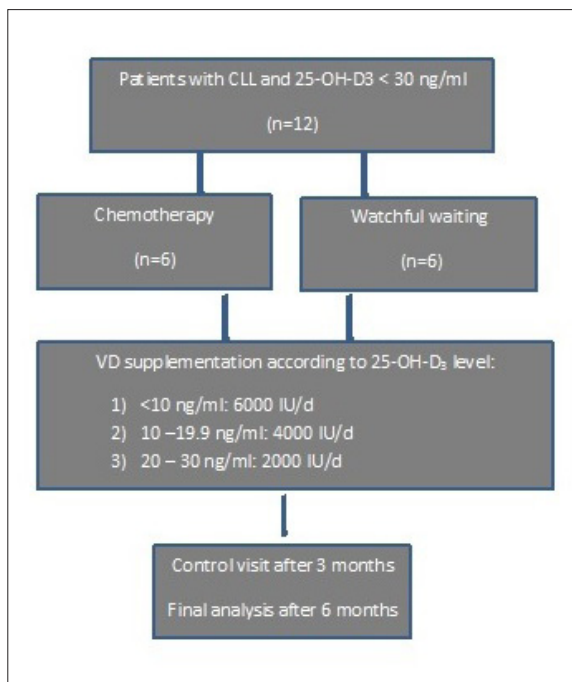 Patients with CLL and 25-OH-D3 < 30 ng/ml
(n=12)
Chemotherapy
(n=6)
Watchful waiting
(n=6)
VD supplementation according to 25-OH-D₃ level:
1) <10 ng/ml: 6000 IU/d
2) 10 –19.9 ng/ml: 4000 IU/d
3) 20 – 30 ng/ml: 2000 IU/d
Control visit after 3 months
Final analysis after 6 months